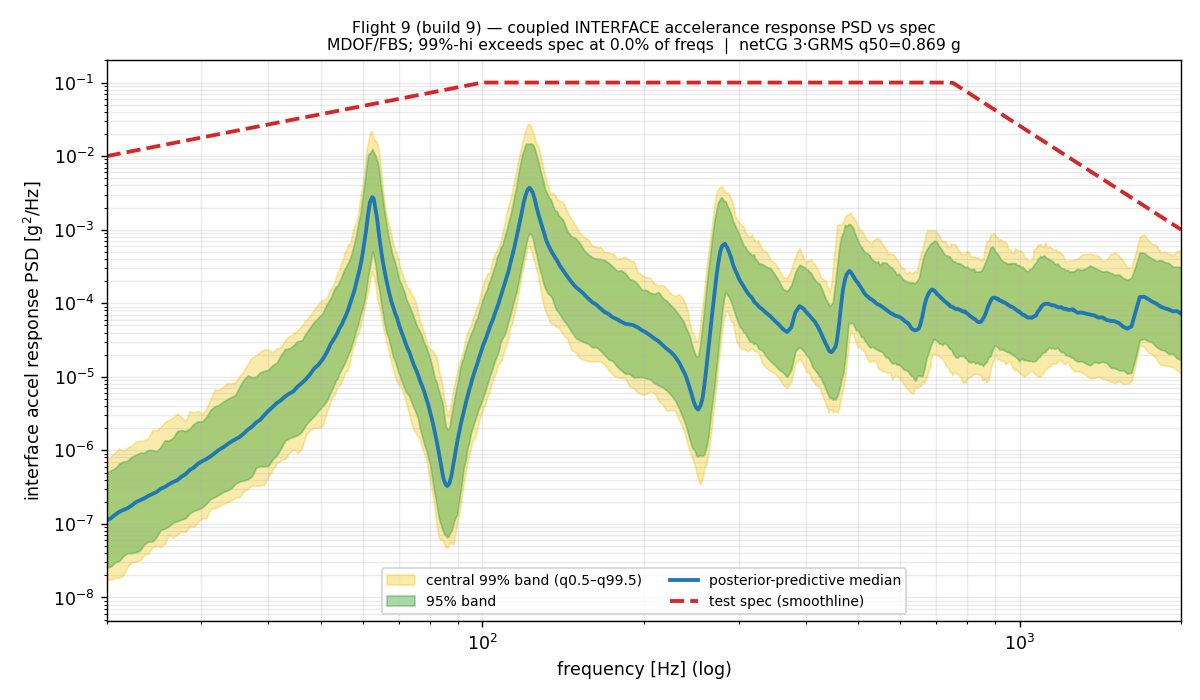 Flight 9 (build 9) — coupled INTERFACE accelerance response PSD vs spec
MDOF/FBS; 99%-hi exceeds spec at 0.0% of freqs | netCG 3·GRMS q50=0.869 g
interface accel response PSD [g²/Hz]
10⁻¹
10⁻²
10⁻³
10⁻⁴
10⁻⁵
10⁻⁶
10⁻⁷
10⁻⁸
central 99% band (q0.5–q99.5)
95% band
posterior-predictive median
test spec (smoothline)
10²
10³
frequency [Hz] (log)